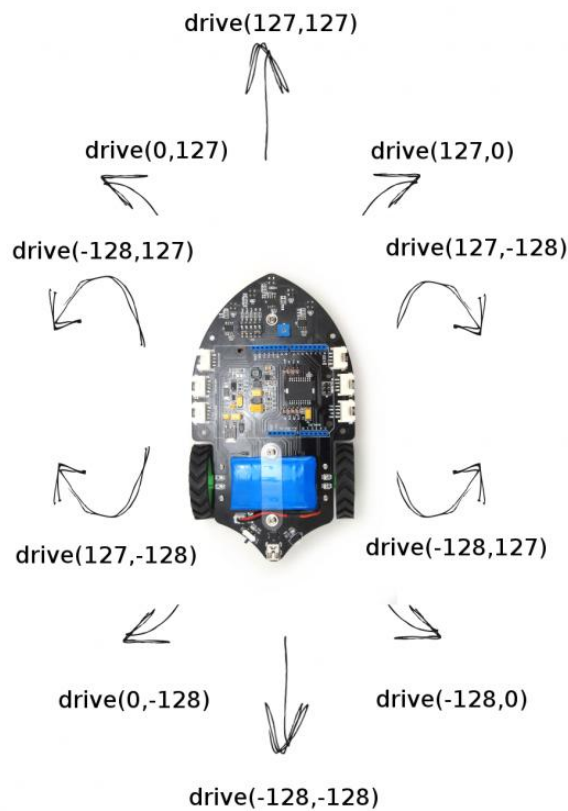 drive(127,127)
drive(0,127)
drive(127,0)
drive(-128,127)
drive(127,-128)
drive(127,-128)
drive(-128,127)
drive(0,-128)
drive(-128,0)
drive(-128,-128)